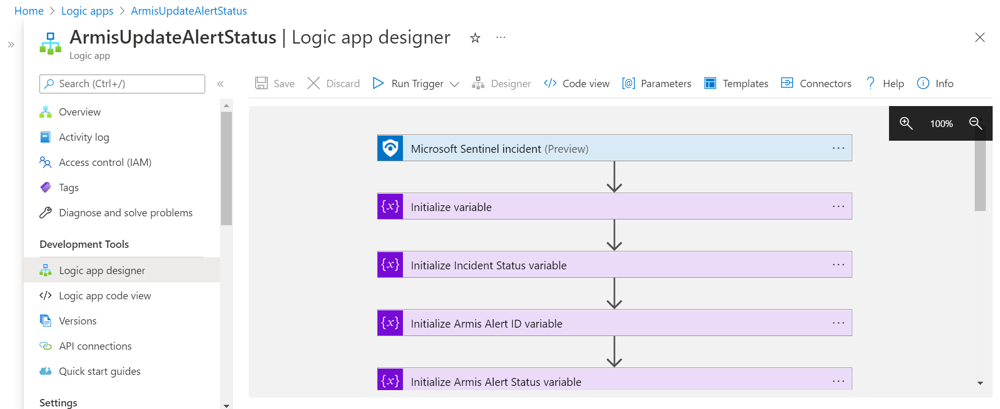 Home > Logic apps > ArmisUpdateAlertStatus
ArmisUpdateAlertStatus | Logic app designer
Logic app
Search (Ctrl+/)
Save
Discard
Run Trigger
Designer
Code view
Parameters
Templates
Connectors
Help
Info
Overview
Activity log
Access control (IAM)
Tags
Diagnose and solve problems
Development Tools
Logic app designer
Logic app code view
Versions
API connections
Quick start guides
Settings
100%
Microsoft Sentinel incident (Preview)
{x} Initialize variable
{x} Initialize Incident Status variable
{x} Initialize Armis Alert ID variable
{x} Initialize Armis Alert Status variable